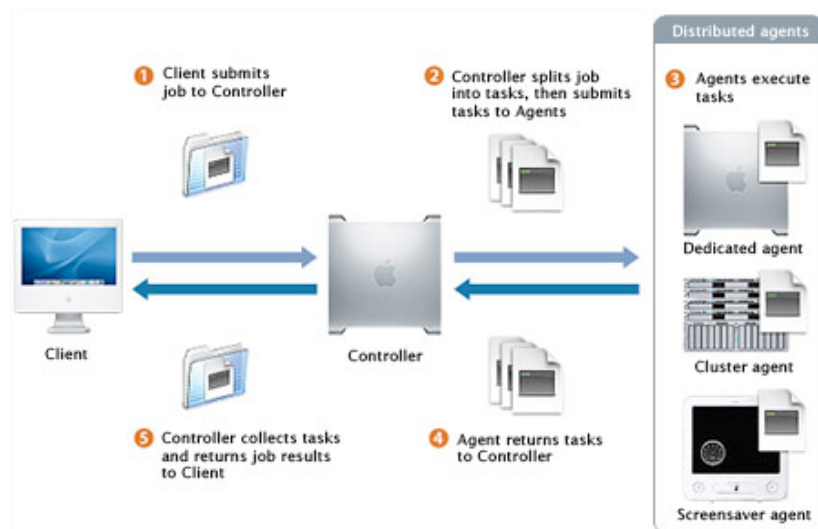 Distributed agents
1 Client submits
job to Controller
2 Controller splits job
into tasks, then submits
tasks to Agents
3 Agents execute
tasks
Dedicated agent
Client
Controller
Cluster agent
5 Controller collects tasks
and returns job results
to Client
4 Agent returns tasks
to Controller
Screensaver agent